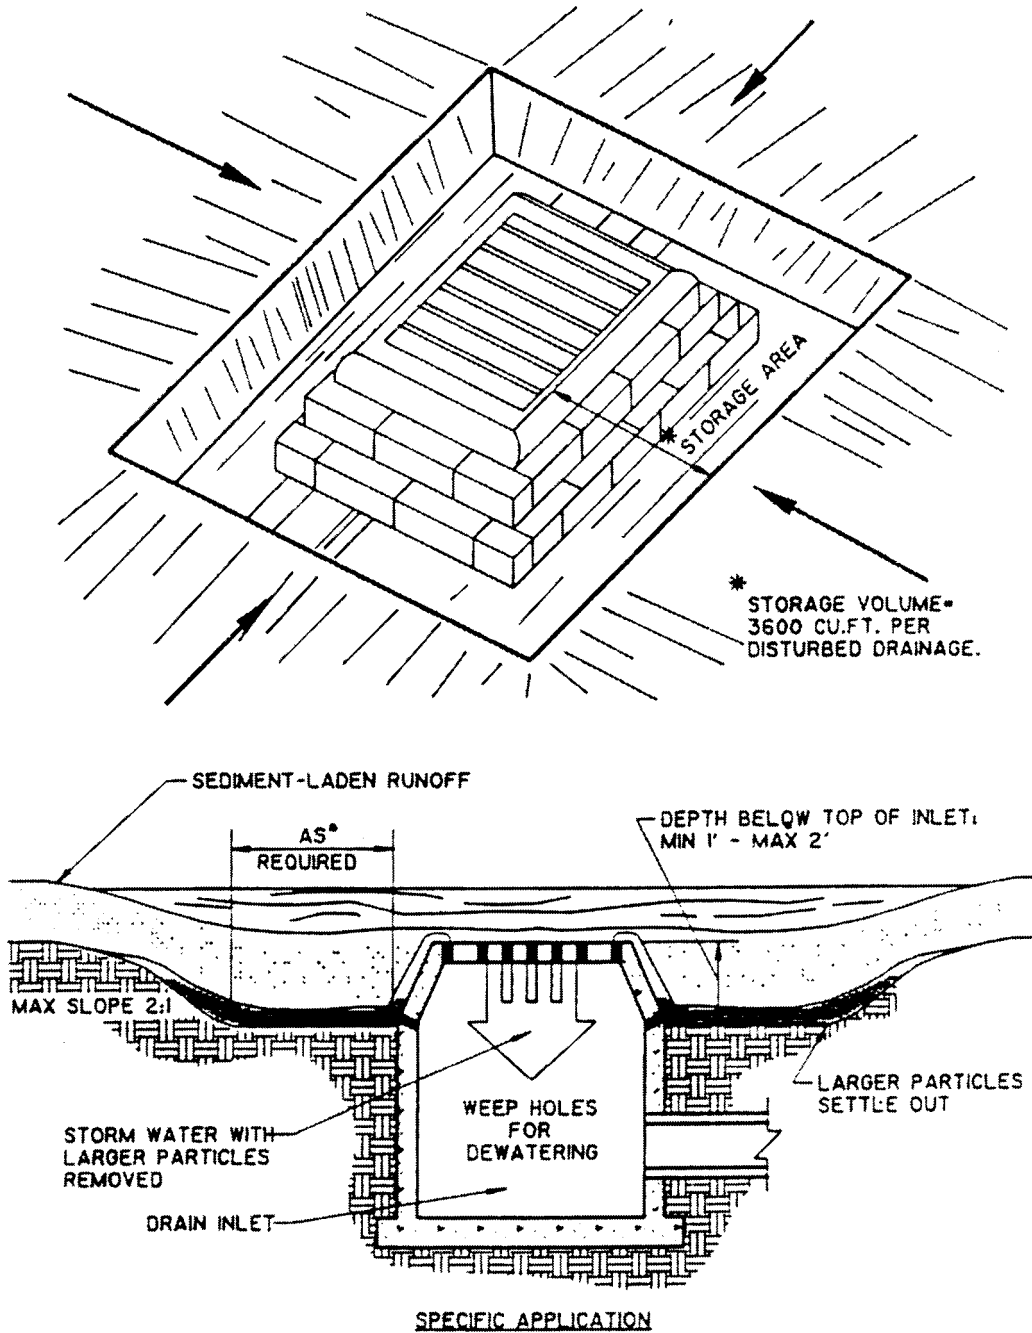 * STORAGE AREA
*
STORAGE VOLUME=
3600 CU.FT. PER
DISTURBED DRAINAGE.
SEDIMENT-LADEN RUNOFF
AS*
REQUIRED
DEPTH BELOW TOP OF INLET:
MIN 1' - MAX 2'
MAX SLOPE 2:1
LARGER PARTICLES
SETTLE OUT
STORM WATER WITH
LARGER PARTICLES
REMOVED
WEEP HOLES
FOR
DEWATERING
DRAIN INLET
SPECIFIC APPLICATION